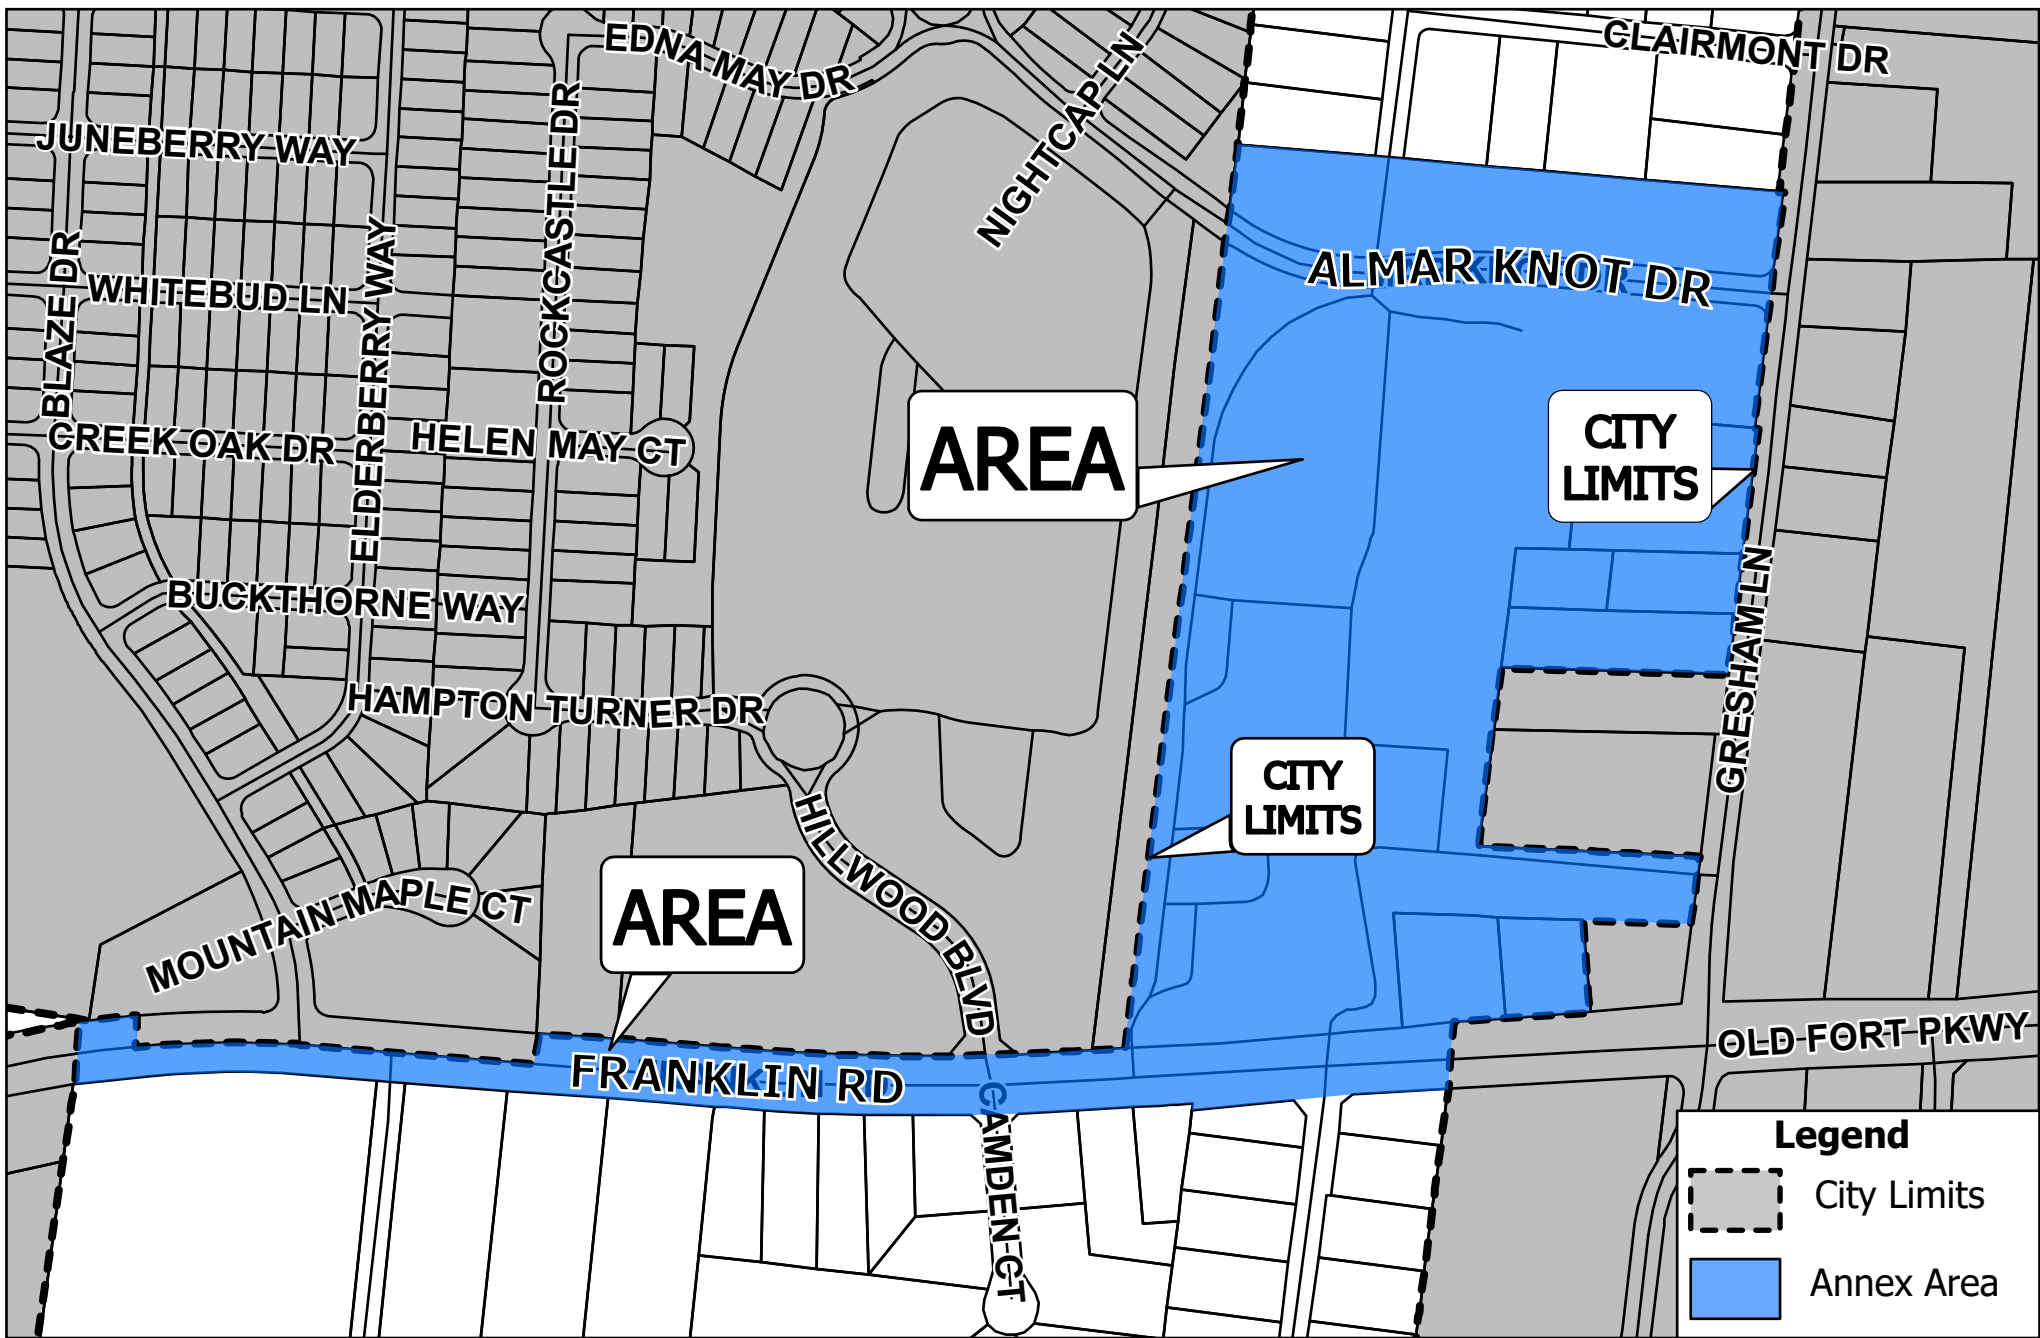 EDNA MAY DR
CLAIRMONT DR
NIGHTCAP LN
JUNEBERRY WAY
ROCKCASTLE DR
BLAZE DR
WHITEBUD LN
ELDERBERRY WAY
ALMAR KNOT DR
CREEK OAK DR
HELEN MAY CT
AREA
CITY
LIMITS
BUCKTHORNE WAY
GRESHAM LN
HAMPTON TURNER DR
CITY
LIMITS
HILLWOOD BLVD
MOUNTAIN MAPLE CT
AREA
OLD FORT PKWY
FRANKLIN RD
CAMDEN CT
Legend
City Limits
Annex Area